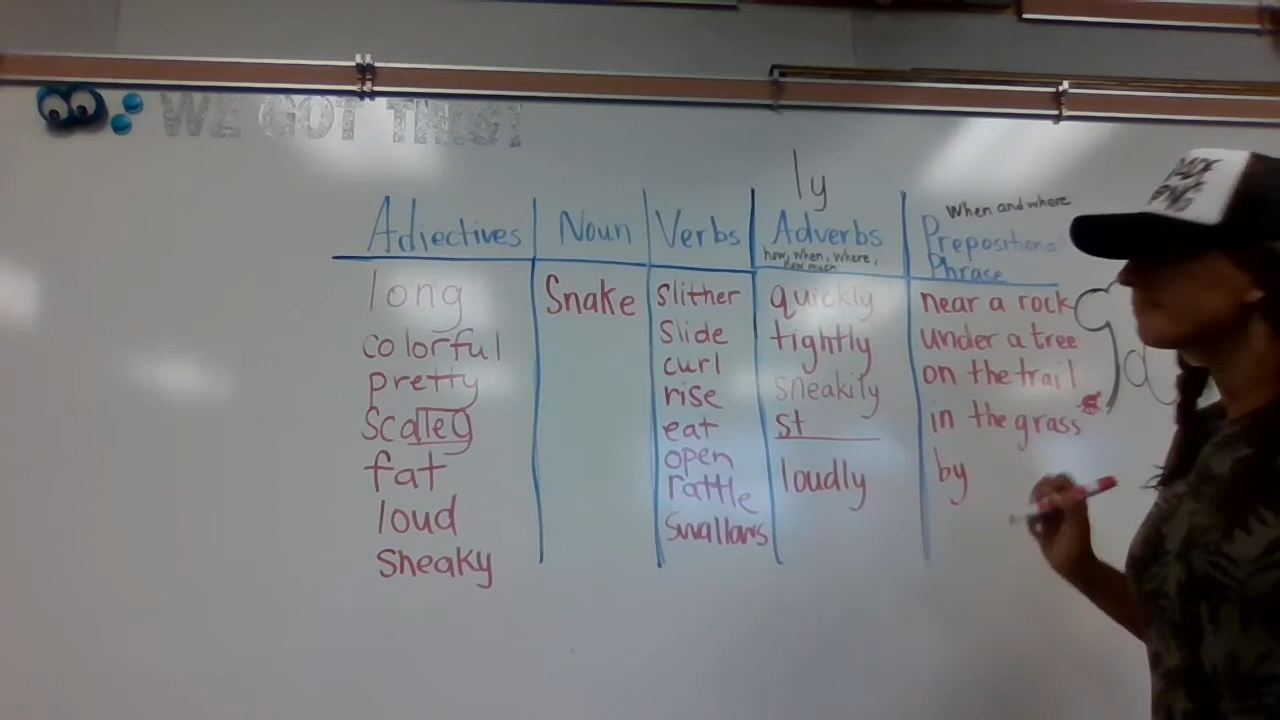 WE GOT THIS!
ly
When and where
Adjectives Noun Verbs Adverbs Prepositional Phrase
how, when, where,
how much
long Snake slither quickly near a rock
colorful slide tightly under a tree
pretty curl sneakily on the trail
rise
eat st in the grass
fat open loudly by
rattle
loud swallows
sneaky